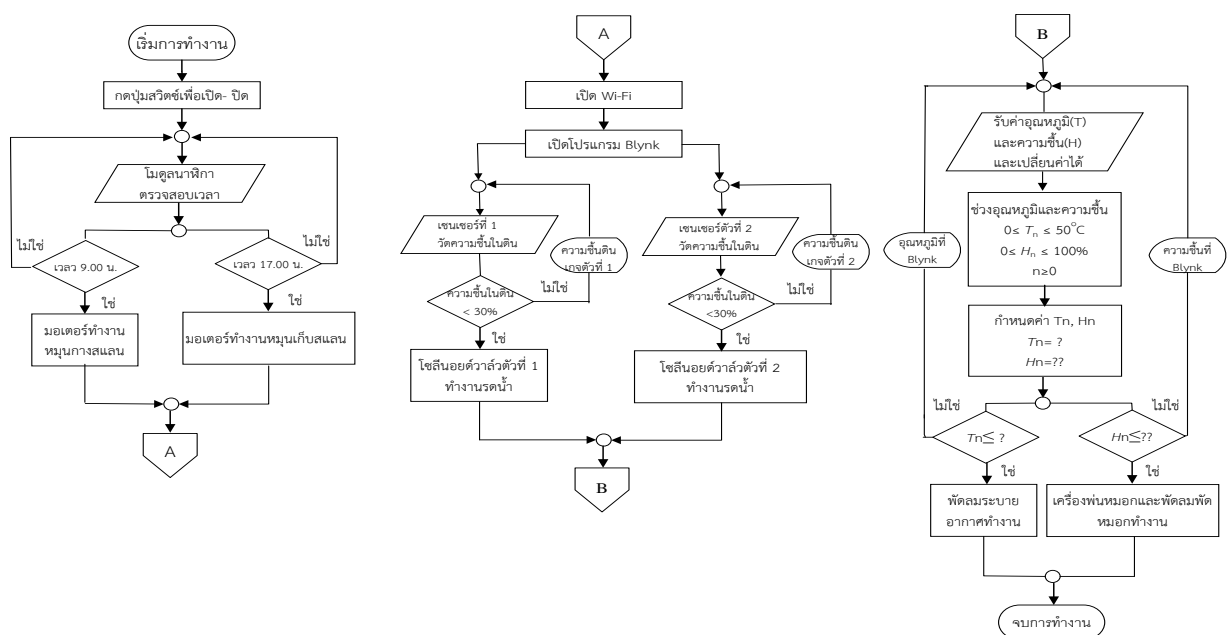 เริ่มการทำงาน
กดปุ่มสวิตซ์เพื่อเปิด- ปิด
โมดูลนาฬิกา
ตรวจสอบเวลา
ไม่ใช่
ไม่ใช่
เวลา 9.00 น.
เวลา 17.00 น.
ใช่
ใช่
มอเตอร์ทำงาน
หมุนกางสแลน
มอเตอร์ทำงานหมุนเก็บสแลน
A
A
เปิด Wi-Fi
เปิดโปรแกรม Blynk
เซนเซอร์ที่ 1
วัดความชื้นในดิน
ความชื้นดิน
เกจตัวที่ 1
เซนเซอร์ตัวที่ 2
วัดความชื้นในดิน
ความชื้นดิน
เกจตัวที่ 2
ความชื้นในดิน
< 30%
ไม่ใช่
ความชื้นในดิน
<30%
ไม่ใช่
ใช่
ใช่
โซลีนอยด์วาล์วตัวที่ 1
ทำงานรดน้ำ
โซลีนอยด์วาล์วตัวที่ 2
ทำงานรดน้ำ
B
B
รับค่าอุณหภูมิ(T)
และความชื้น(H)
และเปลี่ยนค่าได้
ช่วงอุณหภูมิและความชื้น
0≤ Tₙ ≤ 50°C
0≤ Hₙ ≤ 100%
n≥0
อุณหภูมิที่
Blynk
ความชื้นที่
Blynk
กำหนดค่า Tn, Hn
Tn= ?
Hn=??
ไม่ใช่
ไม่ใช่
Tn≤ ?
Hn≤??
ใช่
ใช่
พัดลมระบาย
อากาศทำงาน
เครื่องพ่นหมอกและพัดลมพัด
หมอกทำงาน
จบการทำงาน